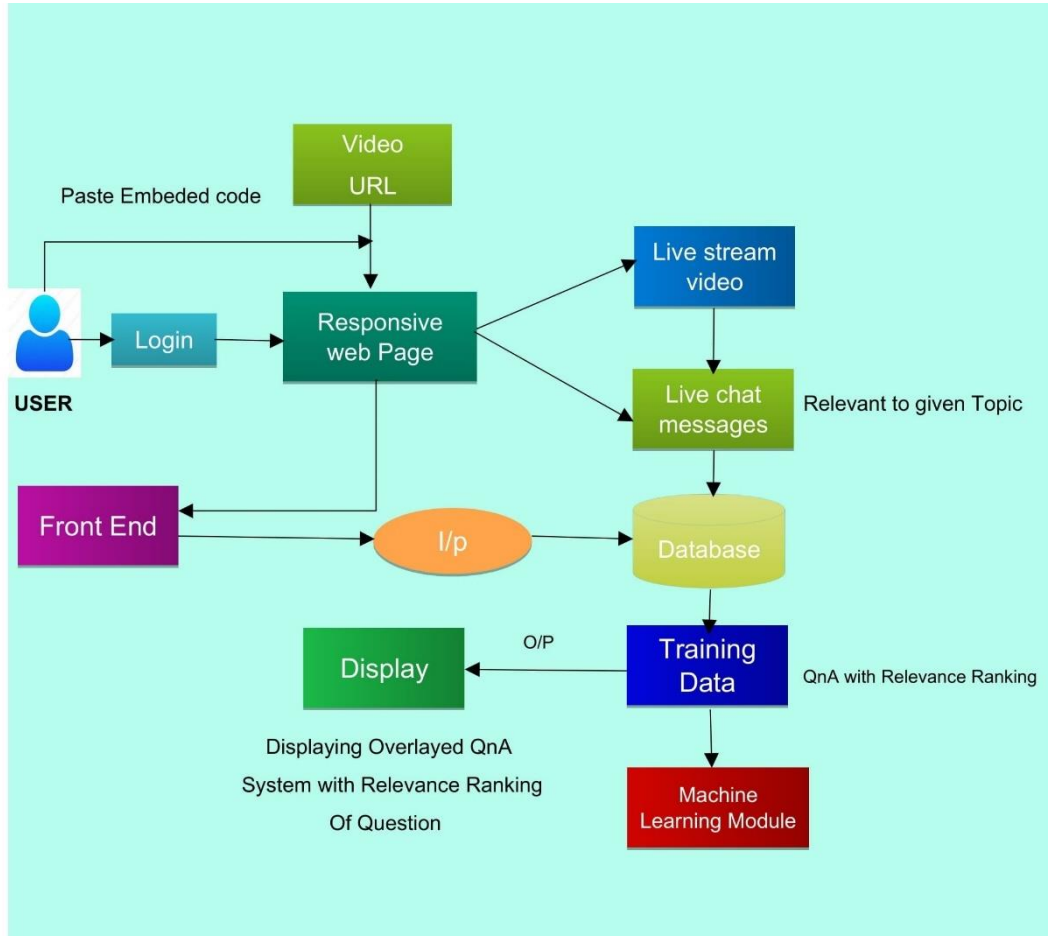 Video
URL
Paste Embeded code
Live stream
video
Login
Responsive
web Page
USER
Live chat
messages
Relevant to given Topic
Front End
I/p
Database
Display
O/P
Training
Data
QnA with Relevance Ranking
Displaying Overlayed QnA
System with Relevance Ranking
Of Question
Machine
Learning Module